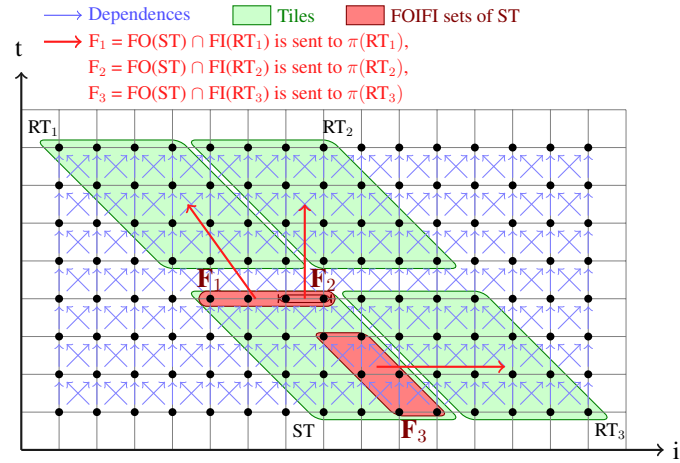 Dependences Tiles FOIFI sets of ST
F₁ = FO(ST) ∩ FI(RT₁) is sent to π(RT₁),
F₂ = FO(ST) ∩ FI(RT₂) is sent to π(RT₂),
F₃ = FO(ST) ∩ FI(RT₃) is sent to π(RT₃)
t
RT₁ RT₂
F₁ F₂
ST F₃ RT₃
i